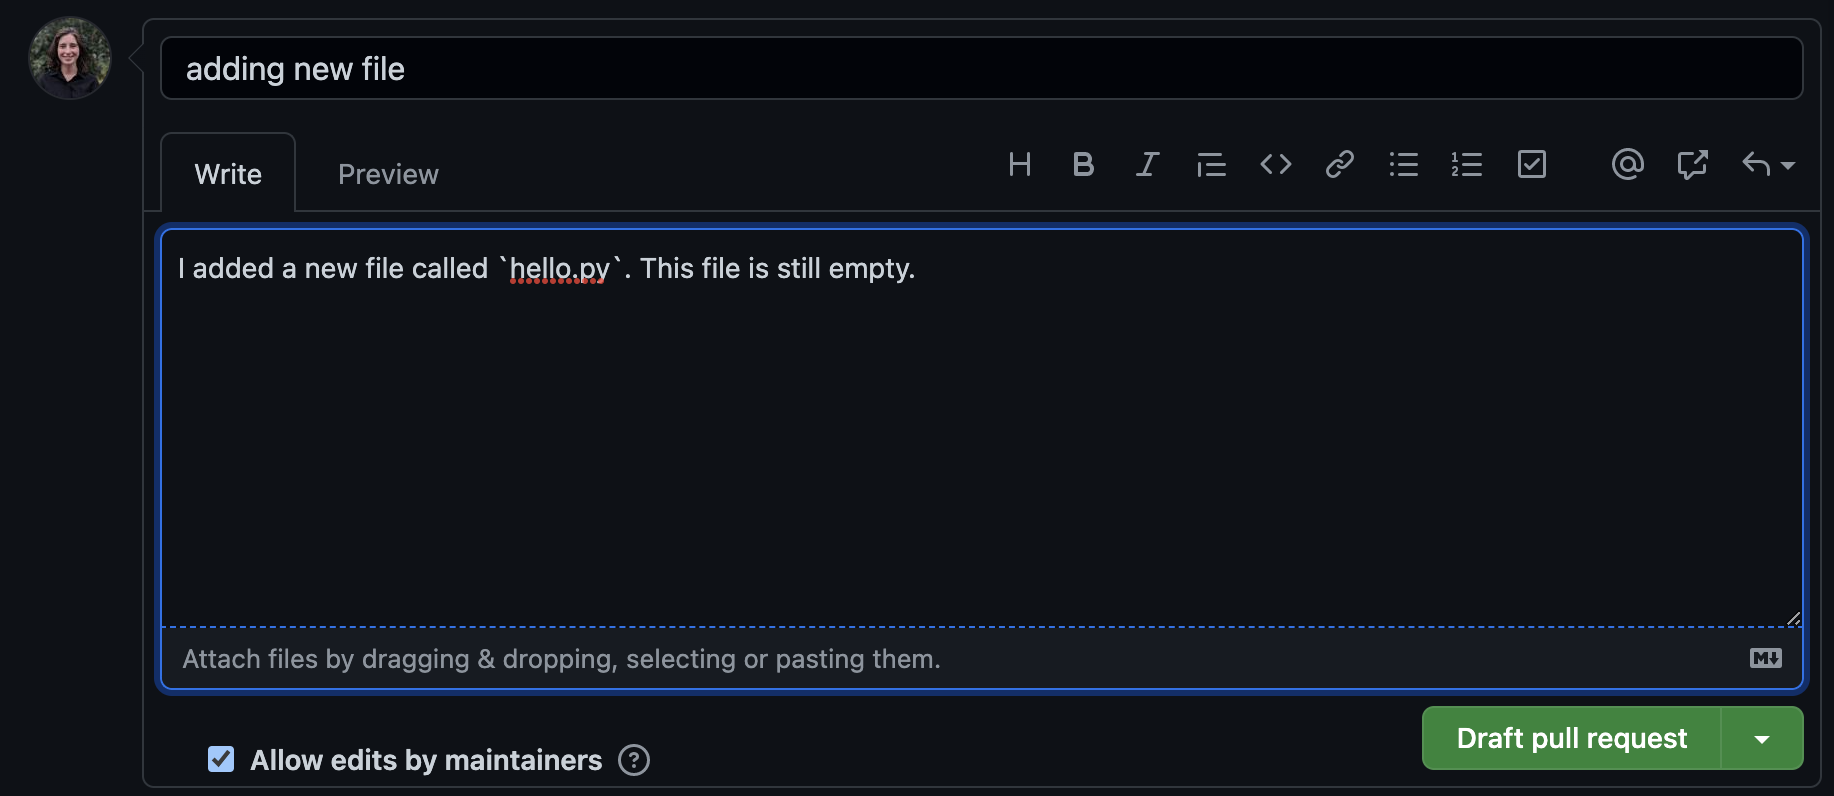 adding new file
Write
Preview
I added a new file called `hello.py`. This file is still empty.
Attach files by dragging & dropping, selecting or pasting them.
Allow edits by maintainers
Draft pull request